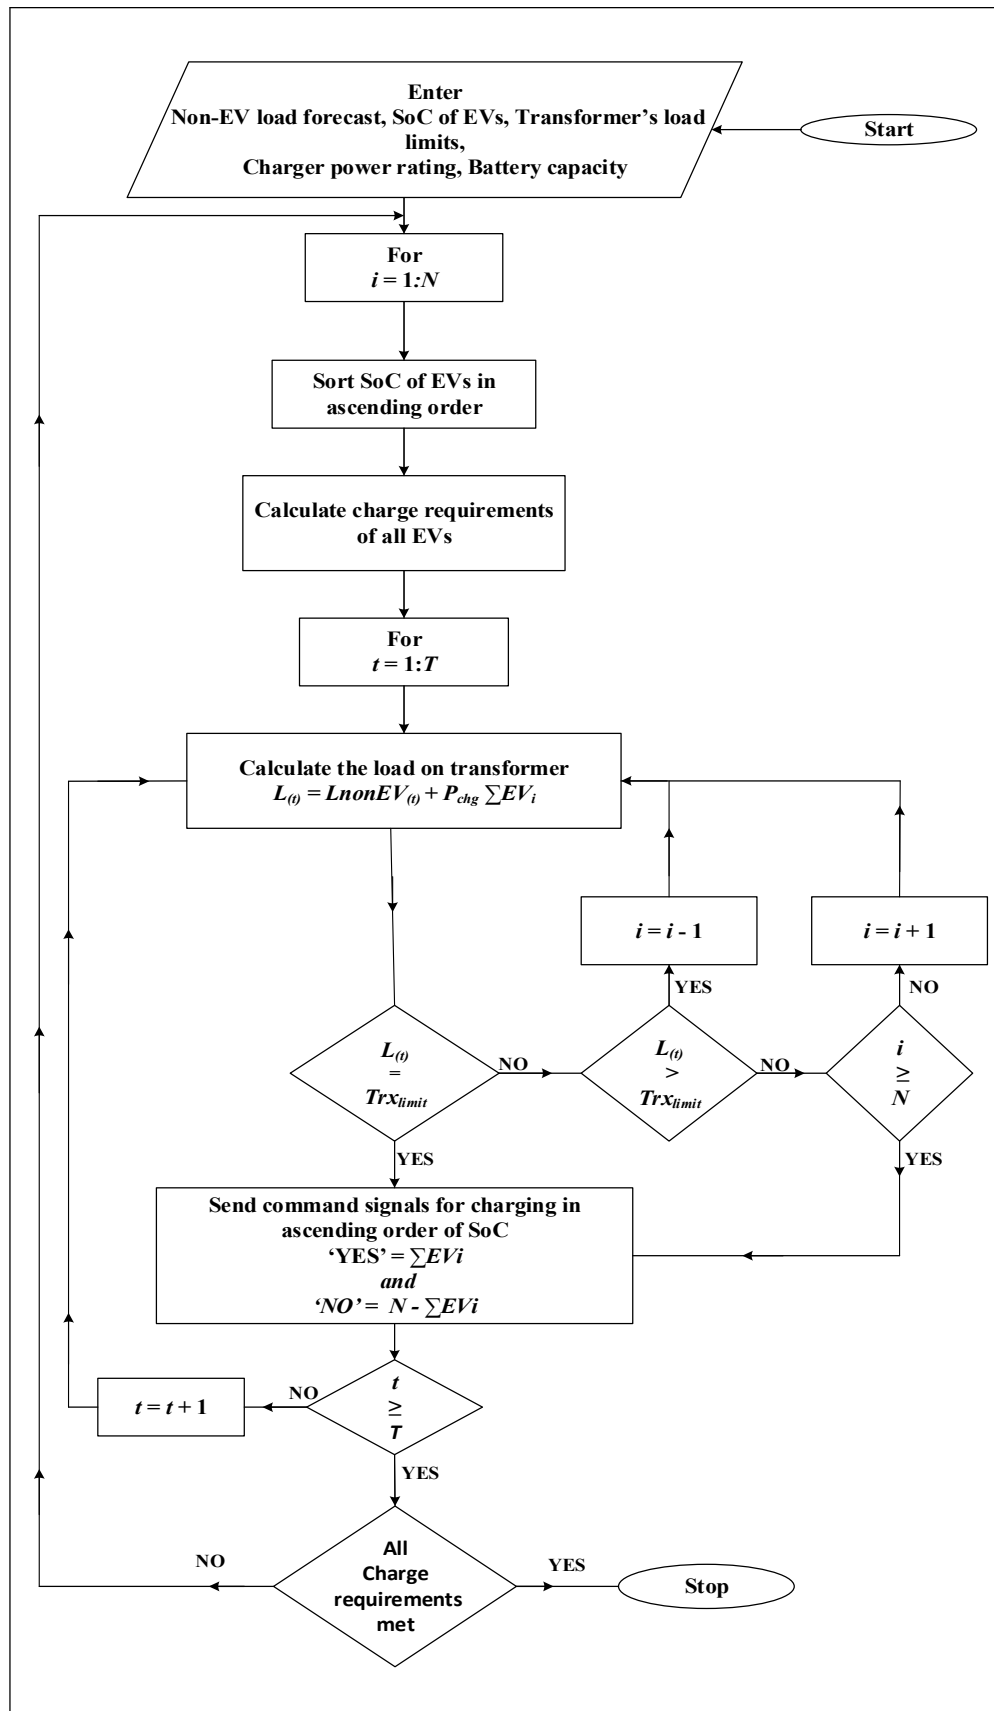 Enter
Non-EV load forecast, SoC of EVs, Transformer's load
limits,
Charger power rating, Battery capacity
Start
For
i = 1:N
Sort SoC of EVs in
ascending order
Calculate charge requirements
of all EVs
For
t = 1:T
Calculate the load on transformer
L(t) = LnonEV(t) + Pchg ∑EVi
i = i - 1
i = i + 1
YES
NO
L(t)
=
Trxlimit
NO
L(t)
>
Trxlimit
NO
i
≥
N
YES
YES
Send command signals for charging in
ascending order of SoC
‘YES’ = ∑EVi
and
‘NO’ = N - ∑EVi
t = t + 1
NO
t
≥
T
YES
NO
All
Charge
requirements
met
YES
Stop